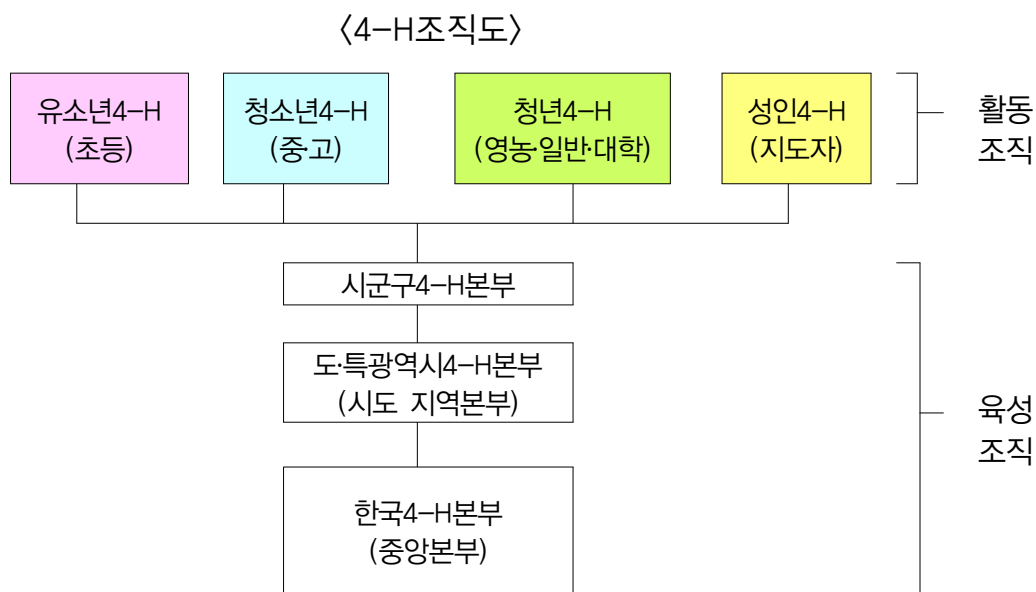 〈4-H조직도〉
유소년4-H
(초등)
청소년4-H
(중·고)
청년4-H
(영농·일반·대학)
성인4-H
(지도자)
활동
조직
시군구4-H본부
도·특광역시4-H본부
(시도 지역본부)
한국4-H본부
(중앙본부)
육성
조직